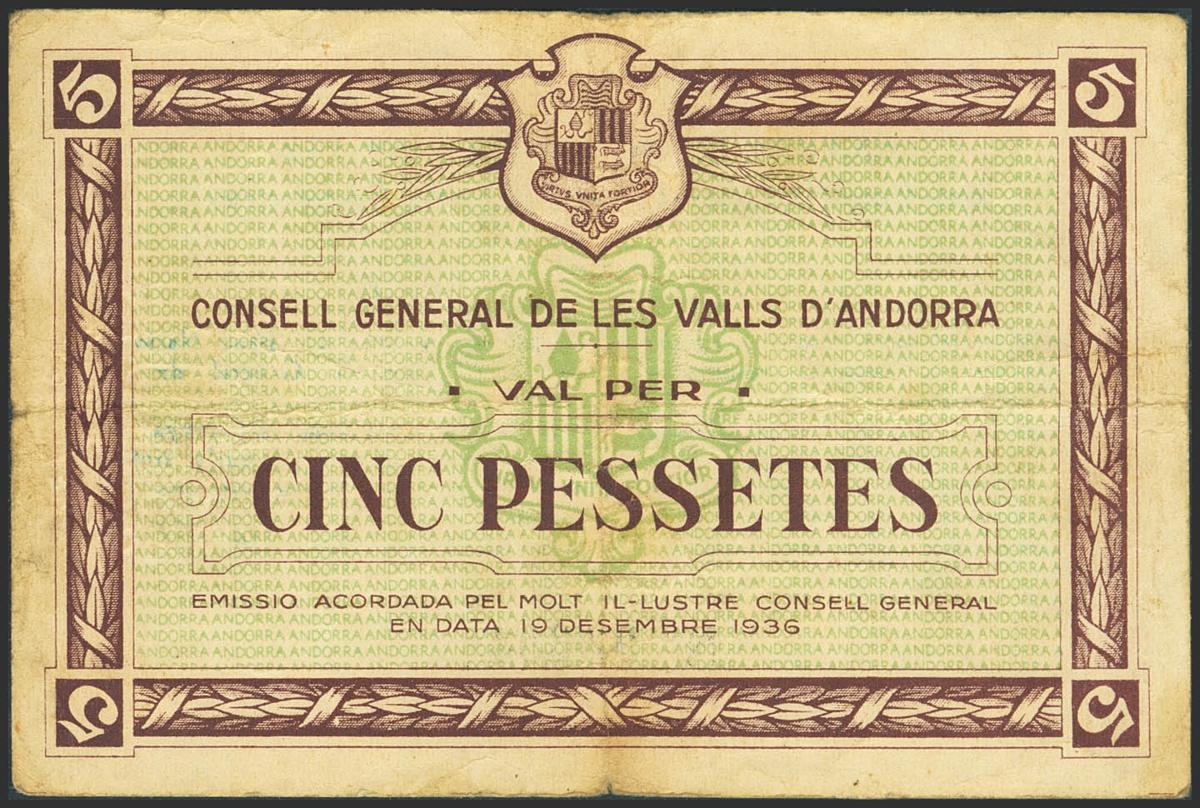 5 5
VIRTVS VNITA FORTIOR
CONSELL GENERAL DE LES VALLS D'ANDORRA
▪ VAL PER ▪
CINC PESSETES
EMISSIO ACORDADA PEL MOLT IL-LUSTRE CONSELL GENERAL
EN DATA 19 DESEMBRE 1936
5 5